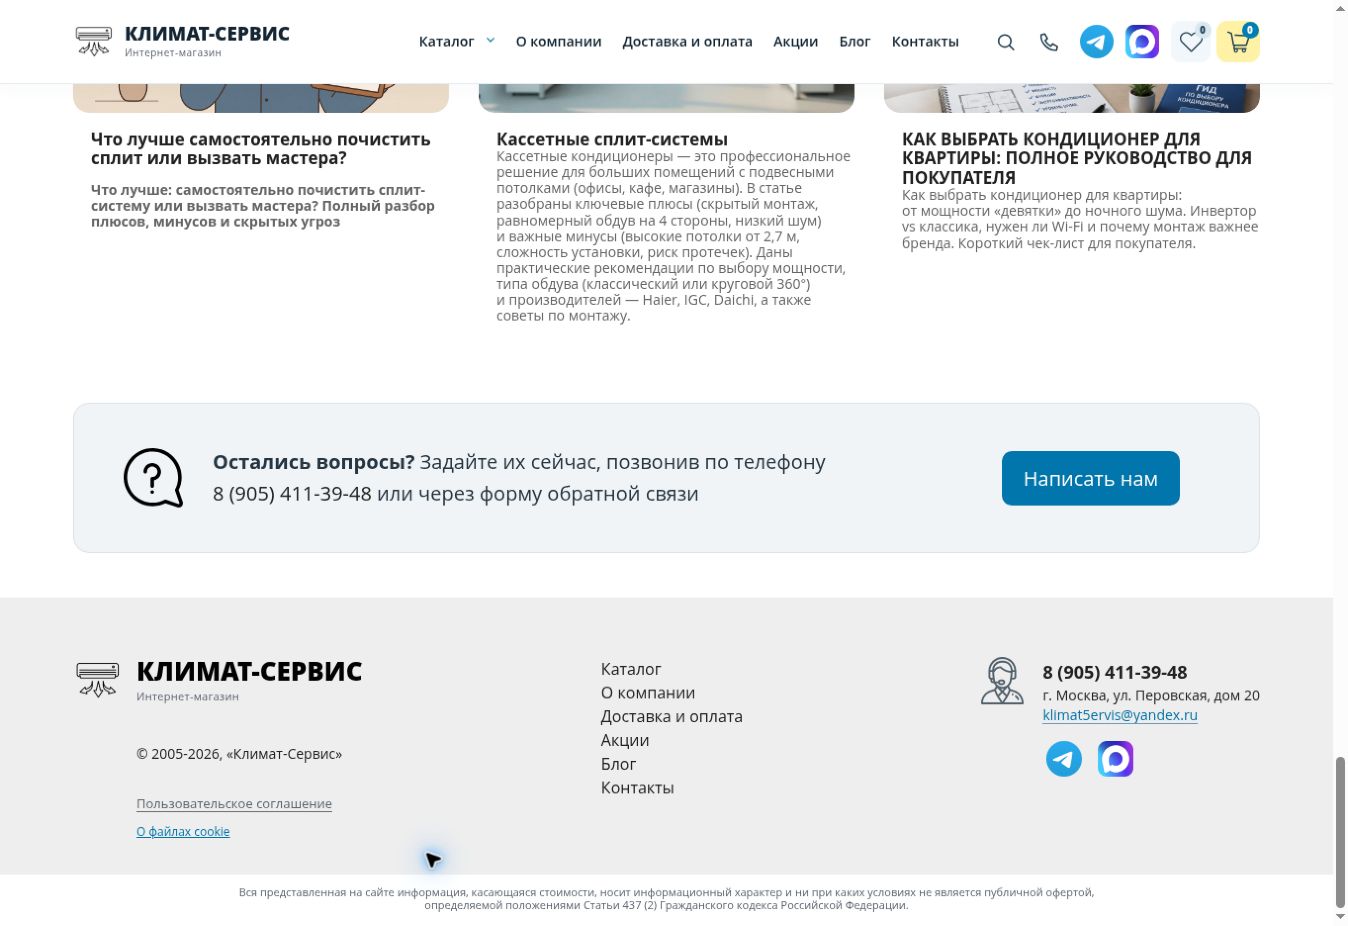 КЛИМАТ-СЕРВИС
Интернет-магазин
Каталог
О компании
Доставка и оплата
Акции
Блог
Контакты
0
0
ГИД
ПО ВЫБОРУ
КОНДИЦИОНЕРА
Что лучше самостоятельно почистить
сплит или вызвать мастера?
Что лучше: самостоятельно почистить сплит-
систему или вызвать мастера? Полный разбор
плюсов, минусов и скрытых угроз
Кассетные сплит-системы
Кассетные кондиционеры — это профессиональное
решение для больших помещений с подвесными
потолками (офисы, кафе, магазины). В статье
разобраны ключевые плюсы (скрытый монтаж,
равномерный обдув на 4 стороны, низкий шум)
и важные минусы (высокие потолки от 2,7 м,
сложность установки, риск протечек). Даны
практические рекомендации по выбору мощности,
типа обдува (классический или круговой 360°)
и производителей — Haier, IGC, Daichi, а также
советы по монтажу.
КАК ВЫБРАТЬ КОНДИЦИОНЕР ДЛЯ
КВАРТИРЫ: ПОЛНОЕ РУКОВОДСТВО ДЛЯ
ПОКУПАТЕЛЯ
Как выбрать кондиционер для квартиры:
от мощности «девятки» до ночного шума. Инвертор
vs классика, нужен ли Wi-Fi и почему монтаж важнее
бренда. Короткий чек-лист для покупателя.
Остались вопросы? Задайте их сейчас, позвонив по телефону
8 (905) 411-39-48 или через форму обратной связи
Написать нам
КЛИМАТ-СЕРВИС
Интернет-магазин
© 2005-2026, «Климат-Сервис»
Пользовательское соглашение
О файлах cookie
Каталог
О компании
Доставка и оплата
Акции
Блог
Контакты
8 (905) 411-39-48
г. Москва, ул. Перовская, дом 20
klimat5ervis@yandex.ru
Вся представленная на сайте информация, касающаяся стоимости, носит информационный характер и ни при каких условиях не является публичной офертой,
определяемой положениями Статьи 437 (2) Гражданского кодекса Российской Федерации.